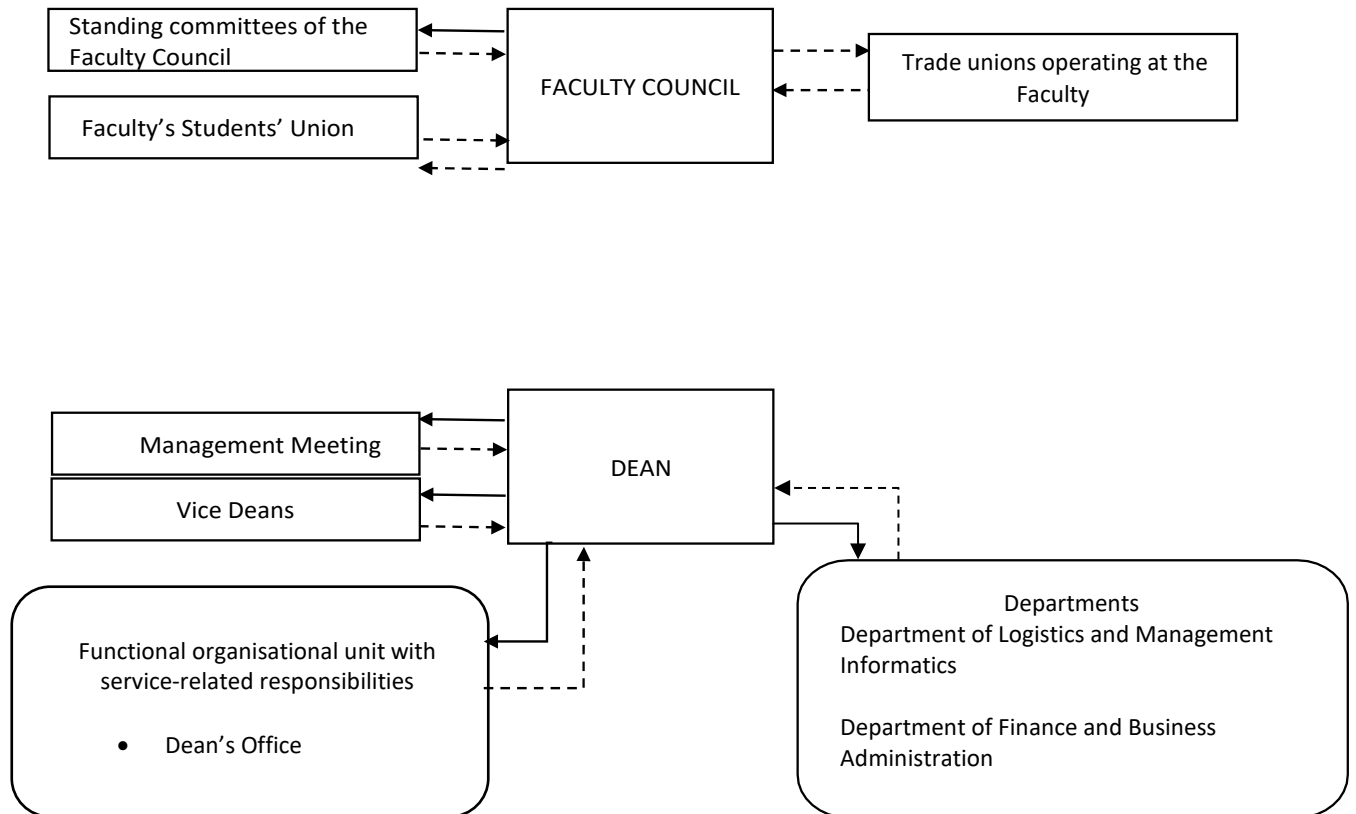 Standing committees of the
Faculty Council
FACULTY COUNCIL
Trade unions operating at the
Faculty
Faculty’s Students’ Union
Management Meeting
DEAN
Vice Deans
Functional organisational unit with
service-related responsibilities
• Dean’s Office
Departments
Department of Logistics and Management
Informatics
Department of Finance and Business
Administration